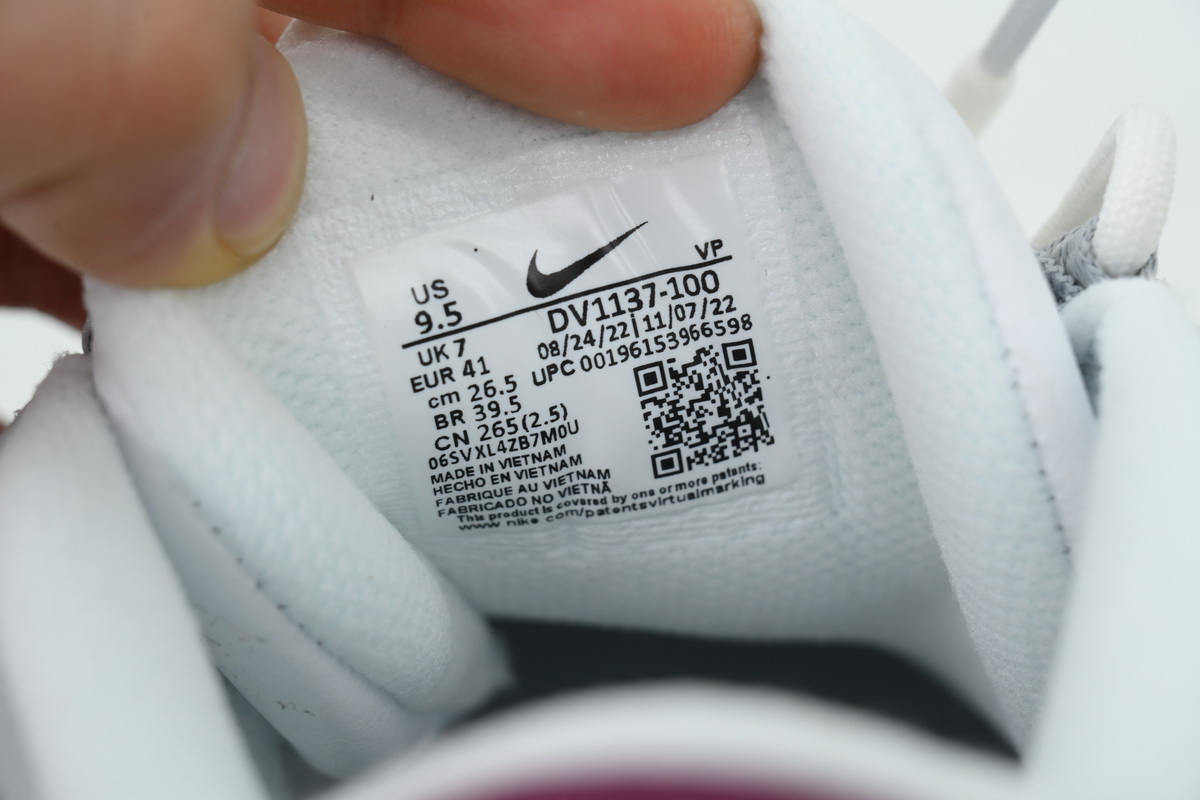 US
9.5
VP
UK 7
EUR 41
cm 26.5
BR 39.5
CN 265(2.5)
DV1137-100
08/24/22|11/07/22
UPC 00196153966598
06SVXL4ZB7M0U
MADE IN VIETNAM
HECHO EN VIETNAM
FABRIQUE AU VIETNAM
FABRICADO NO VIETNÃ
This product is covered by one or more patents:
www.nike.com/patentsvirtualmarking